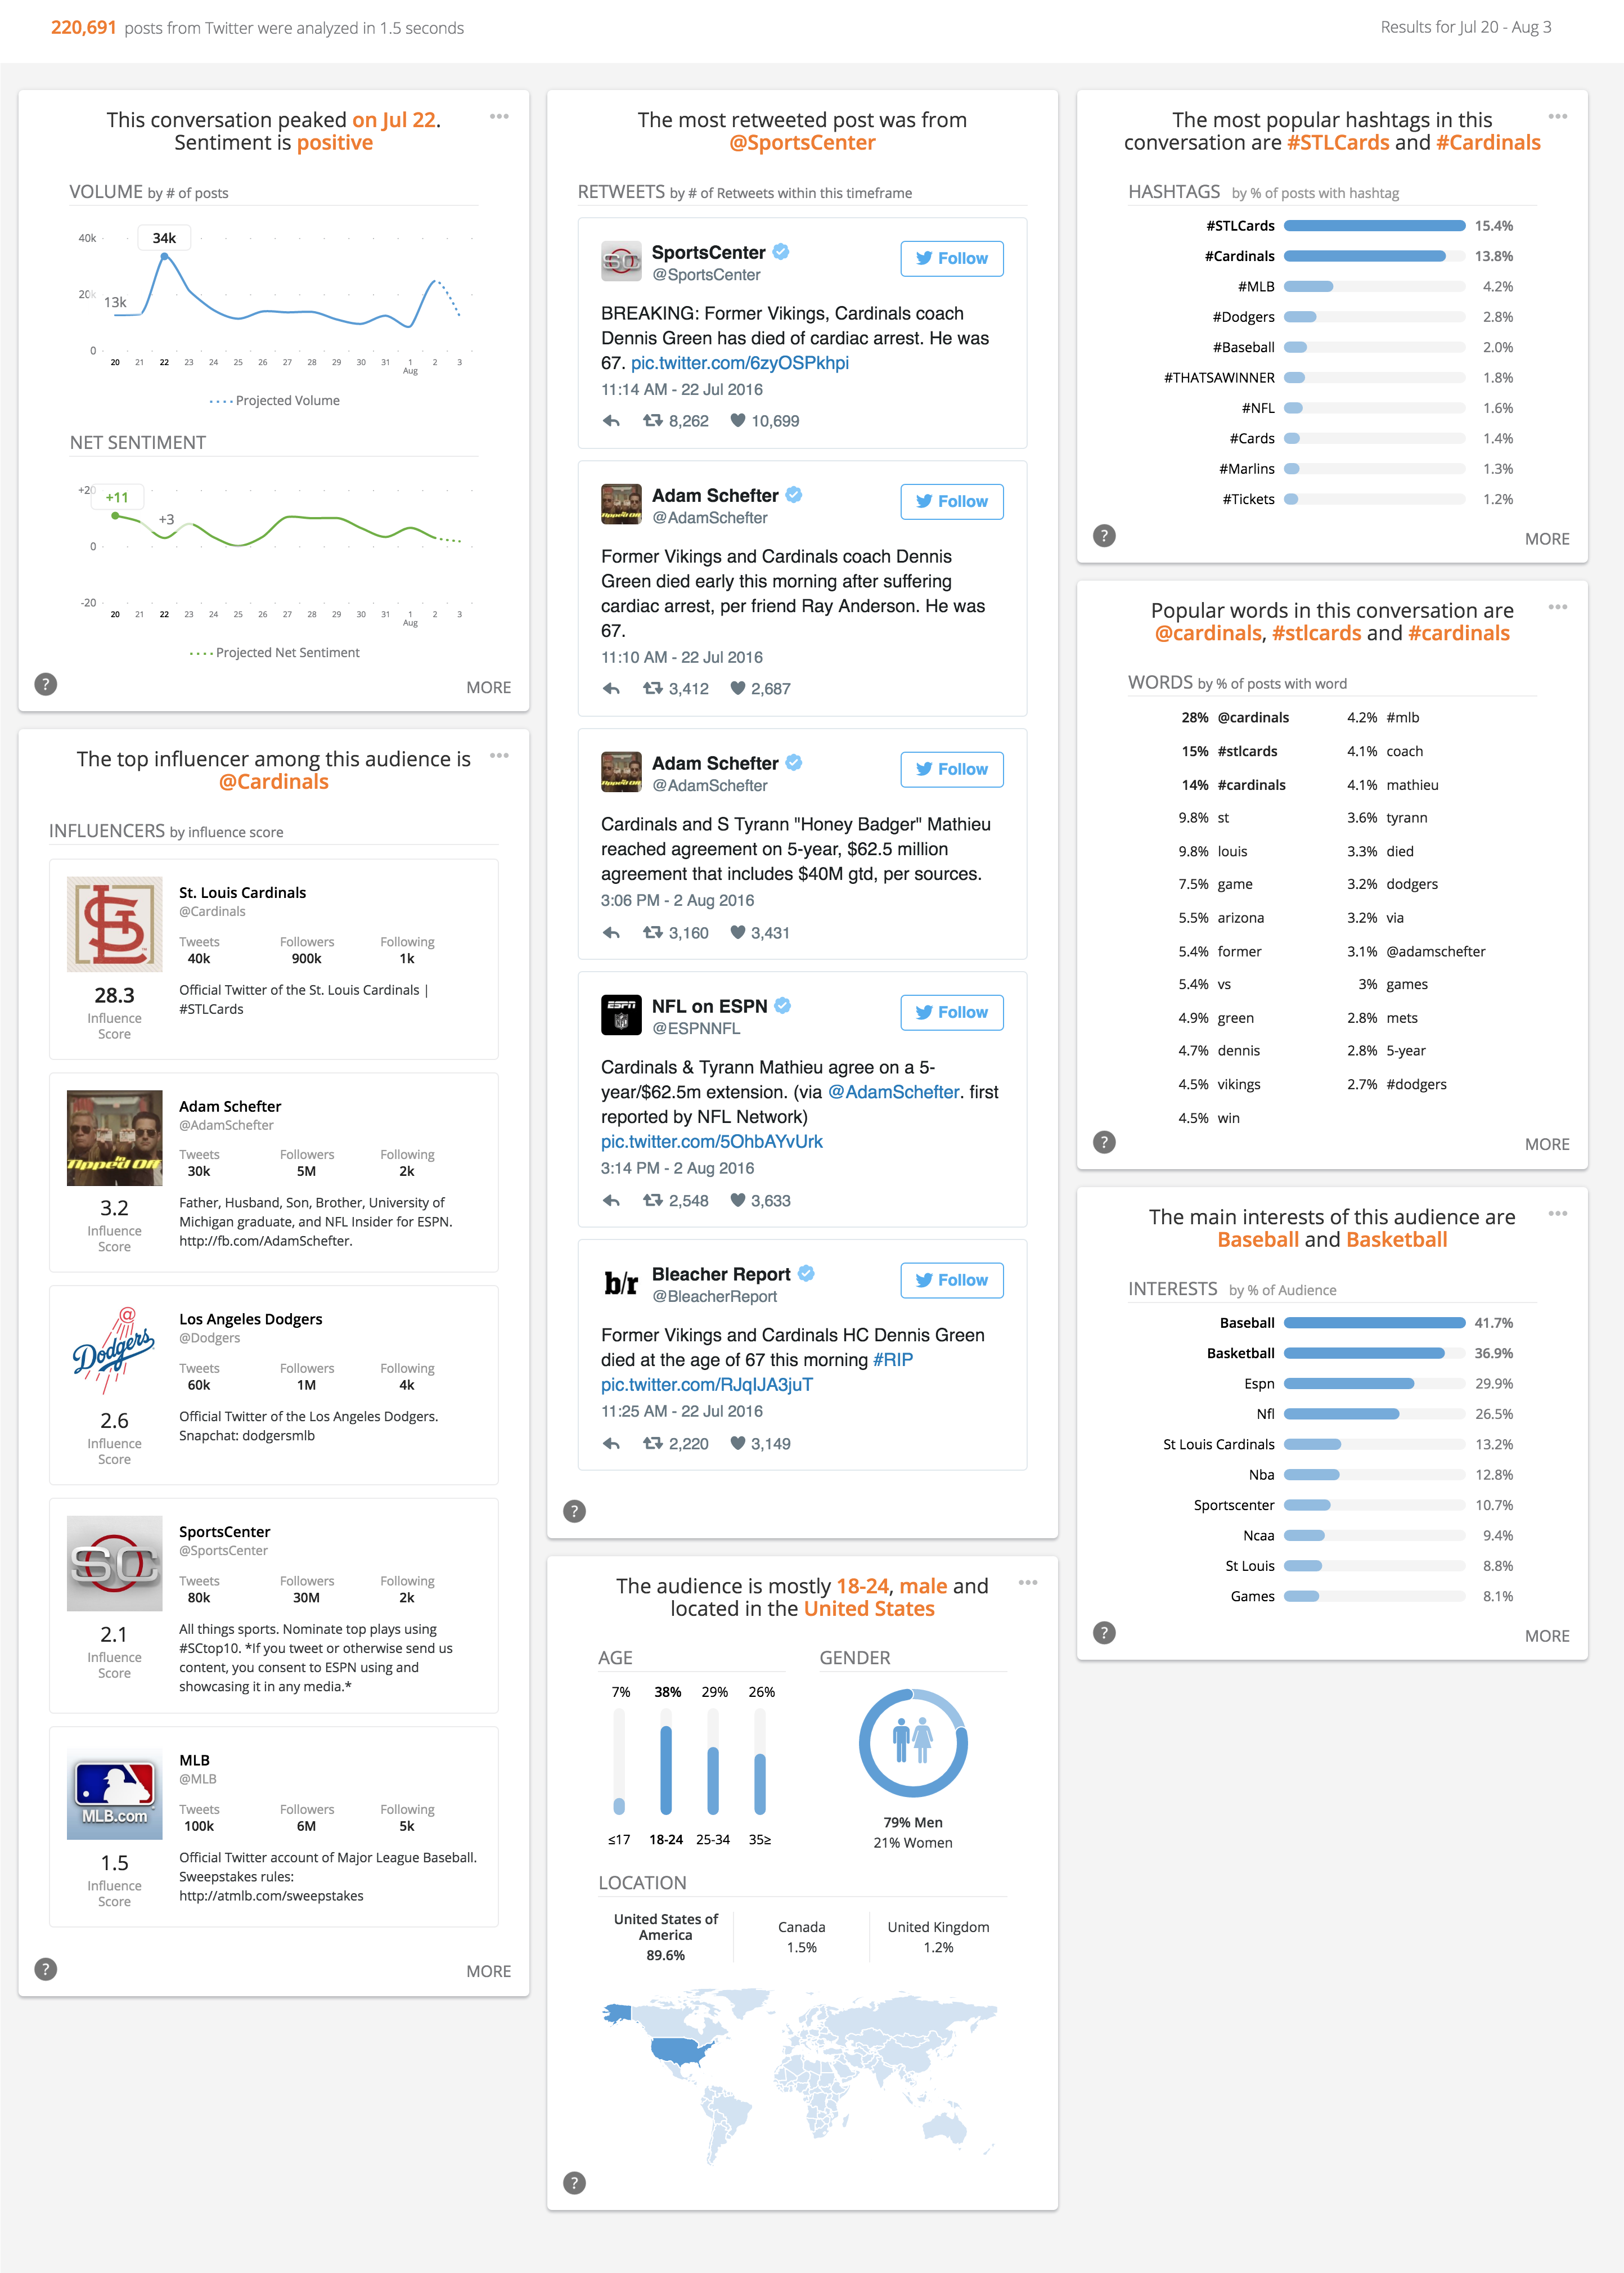 220,691 posts from Twitter were analyzed in 1.5 seconds
Results for Jul 20 - Aug 3
This conversation peaked on Jul 22.
Sentiment is positive
VOLUME by # of posts
40k
34k
20k
13k
0
20 21 22 23 24 25 26 27 28 29 30 31 1 2 3
Aug
Projected Volume
NET SENTIMENT
+20
+11
+3
0
-20
20 21 22 23 24 25 26 27 28 29 30 31 1 2 3
Aug
Projected Net Sentiment
?
MORE
The top influencer among this audience is
@Cardinals
INFLUENCERS by influence score
St. Louis Cardinals
@Cardinals
Tweets Followers Following
40k 900k 1k
28.3
Influence
Score
Official Twitter of the St. Louis Cardinals |
#STLCards
Adam Schefter
@AdamSchefter
Tweets Followers Following
30k 5M 2k
in
Tipped Off
3.2
Influence
Score
Father, Husband, Son, Brother, University of
Michigan graduate, and NFL Insider for ESPN.
http://fb.com/AdamSchefter.
@
Dodgers
Los Angeles Dodgers
@Dodgers
Tweets Followers Following
60k 1M 4k
2.6
Influence
Score
Official Twitter of the Los Angeles Dodgers.
Snapchat: dodgersmlb
SC
SportsCenter
@SportsCenter
Tweets Followers Following
80k 30M 2k
2.1
Influence
Score
All things sports. Nominate top plays using
#SCtop10. *If you tweet or otherwise send us
content, you consent to ESPN using and
showcasing it in any media.*
MLB.com
MLB
@MLB
Tweets Followers Following
100k 6M 5k
1.5
Influence
Score
Official Twitter account of Major League Baseball.
Sweepstakes rules:
http://atmlb.com/sweepstakes
?
MORE
The most retweeted post was from
@SportsCenter
RETWEETS by # of Retweets within this timeframe
SC
SportsCenter
@SportsCenter
Follow
BREAKING: Former Vikings, Cardinals coach
Dennis Green has died of cardiac arrest. He was
67. pic.twitter.com/6zyOSPkhpi
11:14 AM - 22 Jul 2016
8,262 10,699
Adam Schefter
@AdamSchefter
Follow
Former Vikings and Cardinals coach Dennis
Green died early this morning after suffering
cardiac arrest, per friend Ray Anderson. He was
67.
11:10 AM - 22 Jul 2016
3,412 2,687
Adam Schefter
@AdamSchefter
Follow
Cardinals and S Tyrann "Honey Badger" Mathieu
reached agreement on 5-year, $62.5 million
agreement that includes $40M gtd, per sources.
3:06 PM - 2 Aug 2016
3,160 3,431
ESPN
NFL
NFL on ESPN
@ESPNNFL
Follow
Cardinals & Tyrann Mathieu agree on a 5-
year/$62.5m extension. (via @AdamSchefter. first
reported by NFL Network)
pic.twitter.com/5OhbAYvUrk
3:14 PM - 2 Aug 2016
2,548 3,633
b/r
Bleacher Report
@BleacherReport
Follow
Former Vikings and Cardinals HC Dennis Green
died at the age of 67 this morning #RIP
pic.twitter.com/RJqIJA3juT
11:25 AM - 22 Jul 2016
2,220 3,149
?
The audience is mostly 18-24, male and
located in the United States
AGE
7% 38% 29% 26%
≤17 18-24 25-34 35≥
GENDER
79% Men
21% Women
LOCATION
United States of
America
89.6%
Canada
1.5%
United Kingdom
1.2%
?
The most popular hashtags in this
conversation are #STLCards and #Cardinals
HASHTAGS by % of posts with hashtag
#STLCards 15.4%
#Cardinals 13.8%
#MLB 4.2%
#Dodgers 2.8%
#Baseball 2.0%
#THATSAWINNER 1.8%
#NFL 1.6%
#Cards 1.4%
#Marlins 1.3%
#Tickets 1.2%
?
MORE
Popular words in this conversation are
@cardinals, #stlcards and #cardinals
WORDS by % of posts with word
28% @cardinals 4.2% #mlb
15% #stlcards 4.1% coach
14% #cardinals 4.1% mathieu
9.8% st 3.6% tyrann
9.8% louis 3.3% died
7.5% game 3.2% dodgers
5.5% arizona 3.2% via
5.4% former 3.1% @adamschefter
5.4% vs 3% games
4.9% green 2.8% mets
4.7% dennis 2.8% 5-year
4.5% vikings 2.7% #dodgers
4.5% win
?
MORE
The main interests of this audience are
Baseball and Basketball
INTERESTS by % of Audience
Baseball 41.7%
Basketball 36.9%
Espn 29.9%
Nfl 26.5%
St Louis Cardinals 13.2%
Nba 12.8%
Sportscenter 10.7%
Ncaa 9.4%
St Louis 8.8%
Games 8.1%
?
MORE